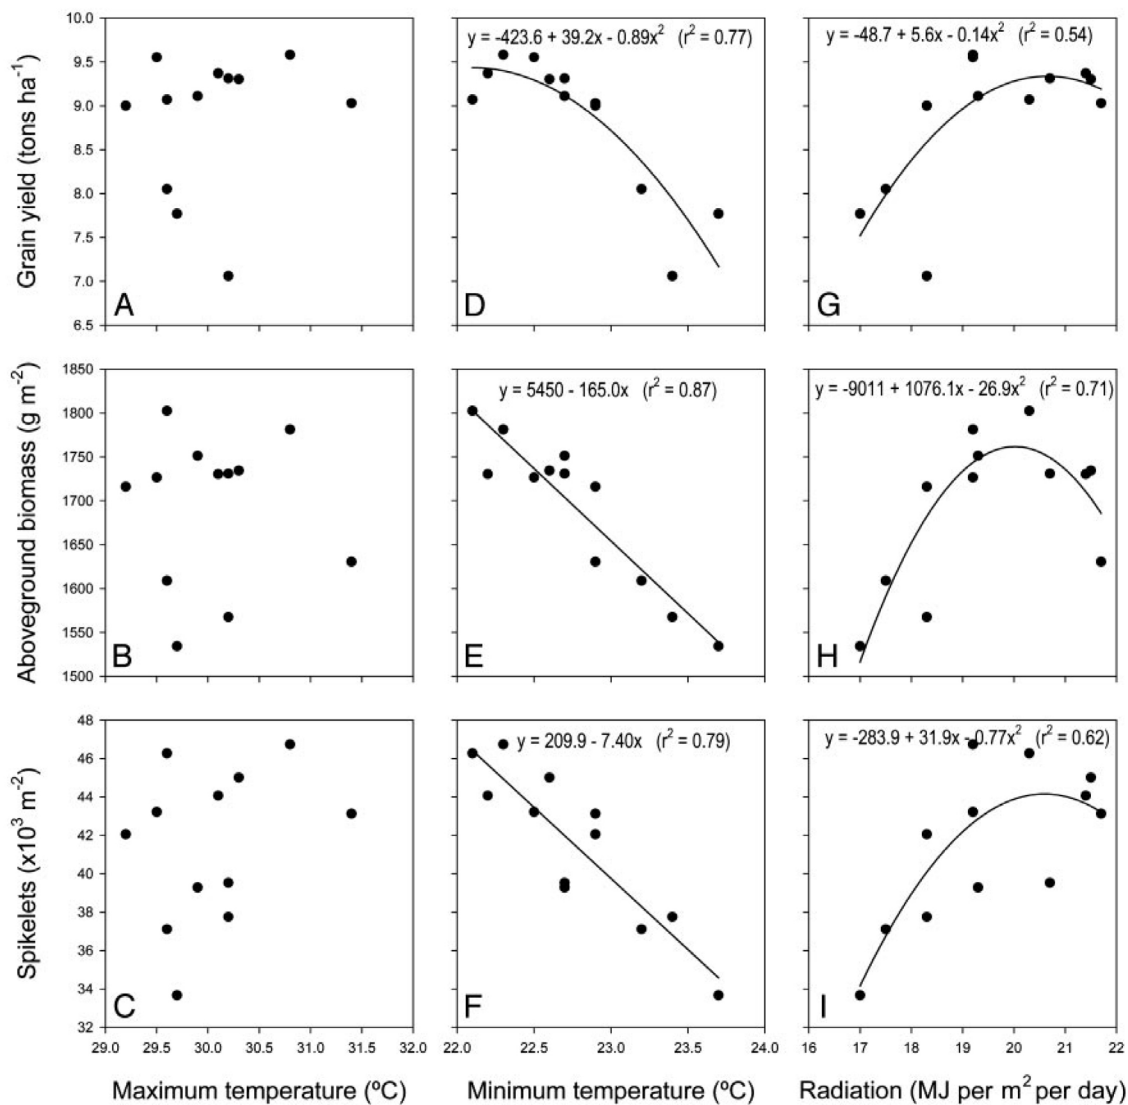 Grain yield (tons ha⁻¹)
10.0
9.5
9.0
8.5
8.0
7.5
7.0
6.5
A
y = -423.6 + 39.2x - 0.89x² (r² = 0.77)
D
y = -48.7 + 5.6x - 0.14x² (r² = 0.54)
G
Aboveground biomass (g m⁻²)
1850
1800
1750
1700
1650
1600
1550
1500
B
y = 5450 - 165.0x (r² = 0.87)
E
y = -9011 + 1076.1x - 26.9x² (r² = 0.71)
H
Spikelets (x10³ m⁻²)
48
46
44
42
40
38
36
34
32
C
y = 209.9 - 7.40x (r² = 0.79)
F
y = -283.9 + 31.9x - 0.77x² (r² = 0.62)
I
29.0 29.5 30.0 30.5 31.0 31.5 32.0
22.0 22.5 23.0 23.5 24.0
16 17 18 19 20 21 22
Maximum temperature (ºC)
Minimum temperature (ºC)
Radiation (MJ per m² per day)